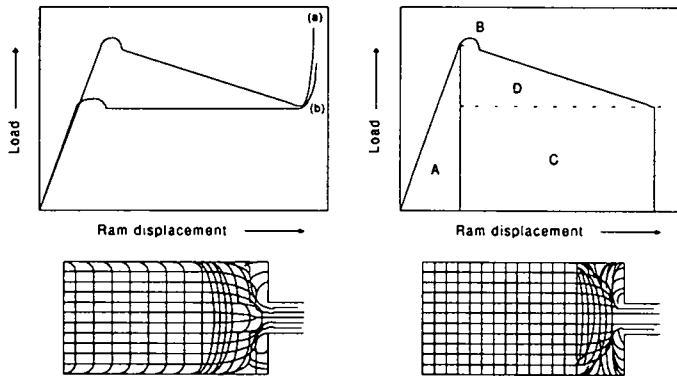 (a)
(b)
Load
Ram displacement
B
D
A
C
Load
Ram displacement